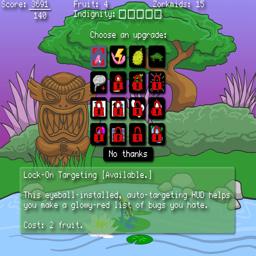 Score: 3691 Fruit: 4 Zorkmids: 15
140 Indignity:
Choose an upgrade:
No thanks
Lock-On Targeting [Available.]
This eyeball-installed, auto-targeting HUD helps
you make a glowy-red list of bugs you hate.
Cost: 2 fruit.